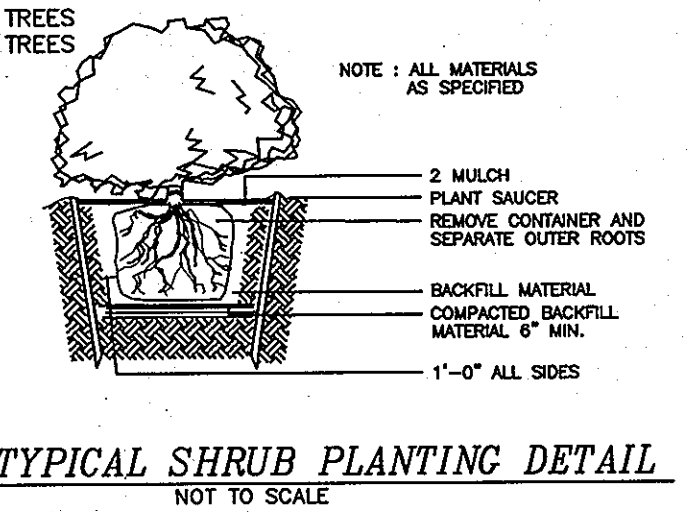 TREES
TREES
NOTE : ALL MATERIALS
AS SPECIFIED
2 MULCH
PLANT SAUCER
REMOVE CONTAINER AND
SEPARATE OUTER ROOTS
BACKFILL MATERIAL
COMPACTED BACKFILL
MATERIAL 6" MIN.
1'-0" ALL SIDES
TYPICAL SHRUB PLANTING DETAIL
NOT TO SCALE